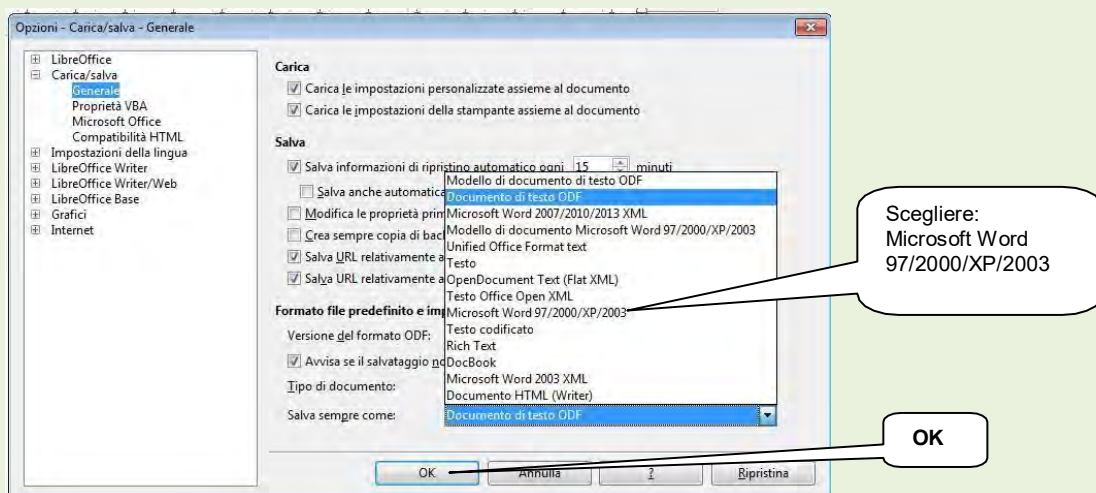 Opzioni - Carica/salva - Generale
LibreOffice
Carica/salva
Generale
Proprietà VBA
Microsoft Office
Compatibilità HTML
Impostazioni della lingua
LibreOffice Writer
LibreOffice Writer/Web
LibreOffice Base
Grafici
Internet
Carica
Carica le impostazioni personalizzate assieme al documento
Carica le impostazioni della stampante assieme al documento
Salva
Salva informazioni di ripristino automatico ogni 15 minuti
Salva anche automatica
Modifica le proprietà prim
Crea sempre copia di bac
Salva URL relativamente a
Salva URL relativamente a
Formato file predefinito e imp
Versione del formato ODF:
Avvisa se il salvataggio no
Tipo di documento:
Salva sempre come:
Modello di documento di testo ODF
Documento di testo ODF
Microsoft Word 2007/2010/2013 XML
Modello di documento Microsoft Word 97/2000/XP/2003
Unified Office Format text
Testo
OpenDocument Text (Flat XML)
Testo Office Open XML
Microsoft Word 97/2000/XP/2003
Testo codificato
Rich Text
DocBook
Microsoft Word 2003 XML
Documento HTML (Writer)
Documento di testo ODF
OK
Annulla
?
Ripristina
Scegliere:
Microsoft Word
97/2000/XP/2003
OK